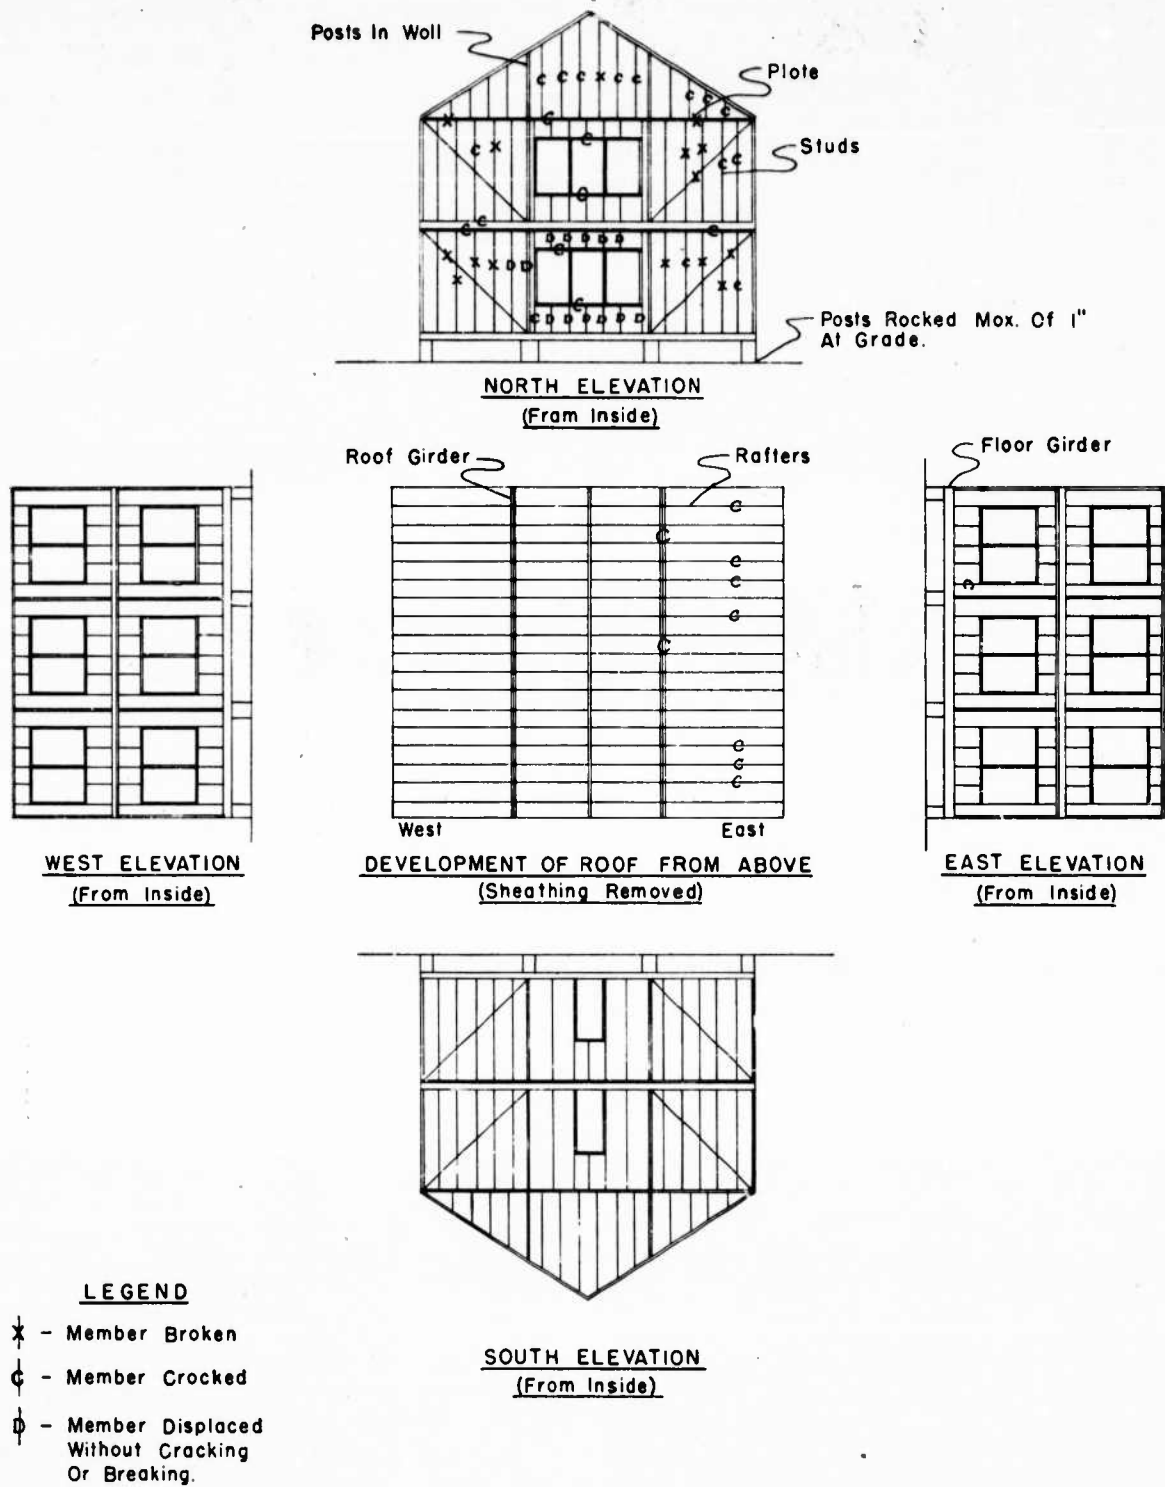 Posts In Woll
Plote
Studs
Posts Rocked Mox. Of 1"
At Grade.
NORTH ELEVATION
(Fram Inside)
Roof Girder
Rafters
Floor Girder
West
East
WEST ELEVATION
(From Inside)
DEVELOPMENT OF ROOF FROM ABOVE
(Sheathing Removed)
EAST ELEVATION
(From Inside)
SOUTH ELEVATION
(From Inside)
LEGEND
X - Member Broken
C - Member Crocked
D - Member Displaced
Without Cracking
Or Breaking.